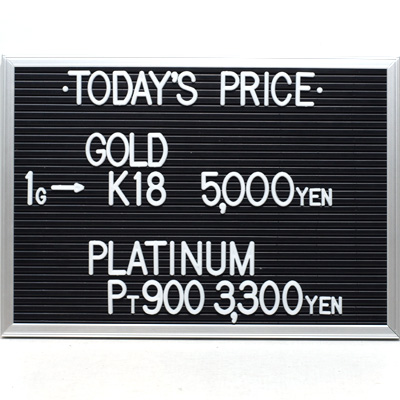 ·TODAY'S PRICE·
GOLD
1G→ K18 5,000YEN
PLATINUM
PT900 3,300YEN